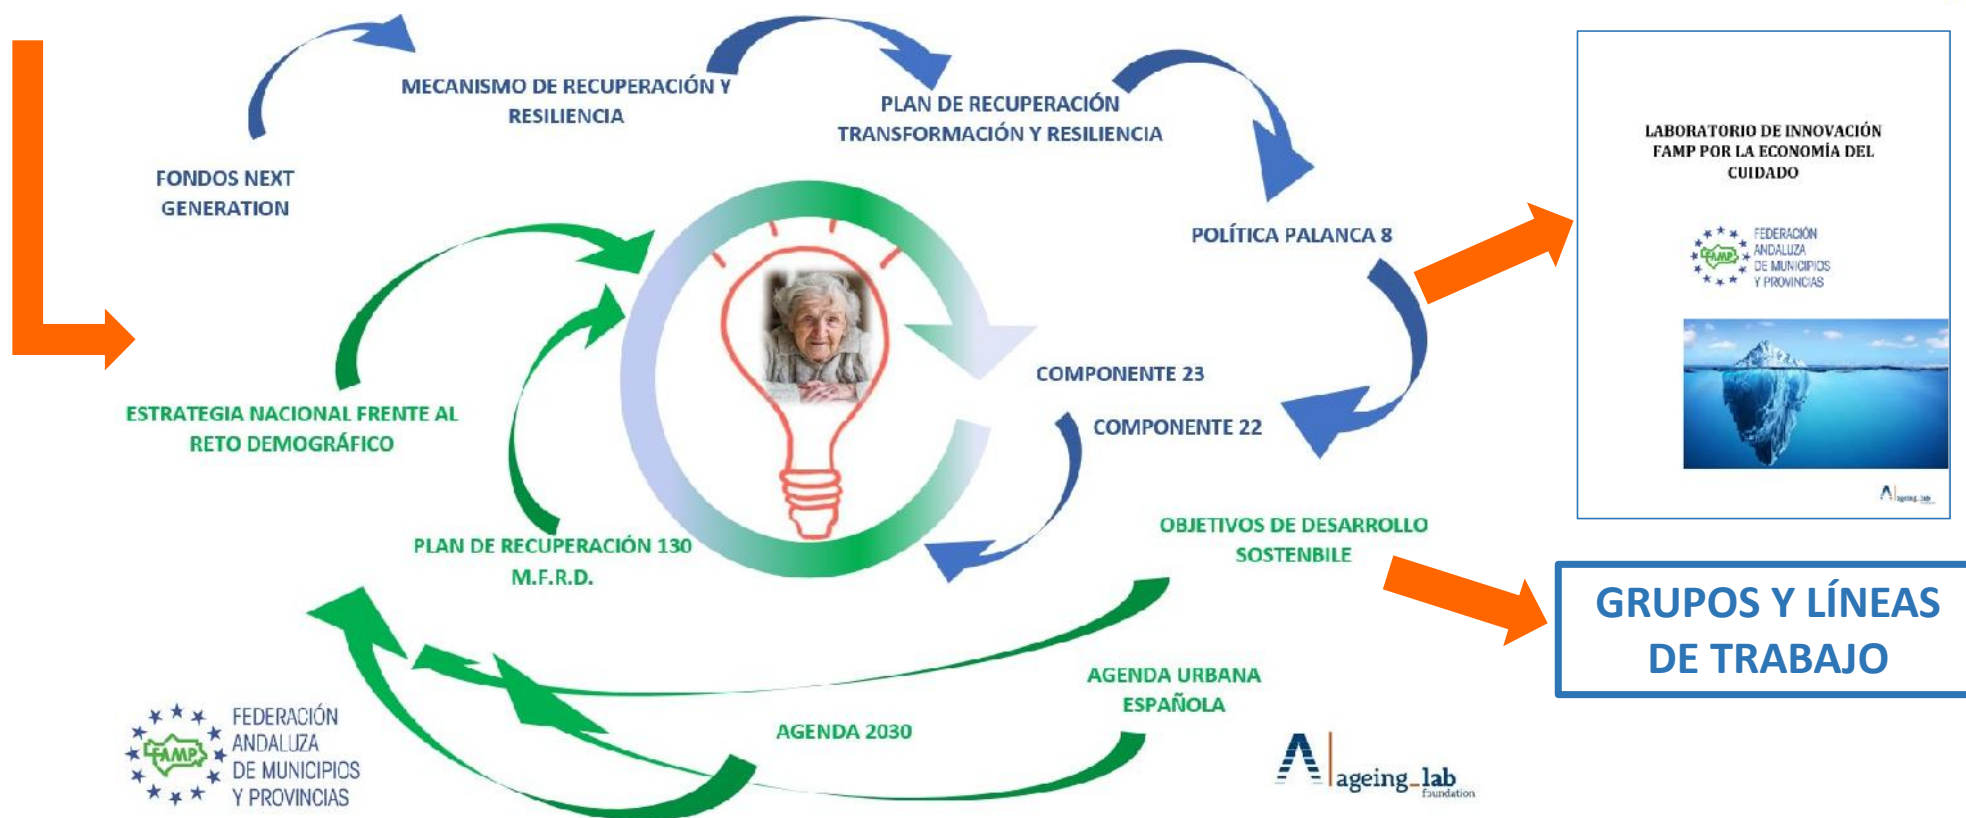 MECANISMO DE RECUPERACIÓN Y
RESILIENCIA
PLAN DE RECUPERACIÓN
TRANSFORMACIÓN Y RESILIENCIA
FONDOS NEXT
GENERATION
POLÍTICA PALANCA 8
COMPONENTE 23
COMPONENTE 22
ESTRATEGIA NACIONAL FRENTE AL
RETO DEMOGRÁFICO
PLAN DE RECUPERACIÓN 130
M.F.R.D.
OBJETIVOS DE DESARROLLO
SOSTENBILE
AGENDA URBANA
ESPAÑOLA
AGENDA 2030
FAMP
FEDERACIÓN
ANDALUZA
DE MUNICIPIOS
Y PROVINCIAS
ageing_lab
foundation
LABORATORIO DE INNOVACIÓN
FAMP POR LA ECONOMÍA DEL
CUIDADO
FAMP
FEDERACIÓN
ANDALUZA
DE MUNICIPIOS
Y PROVINCIAS
ageing_lab
GRUPOS Y LÍNEAS
DE TRABAJO